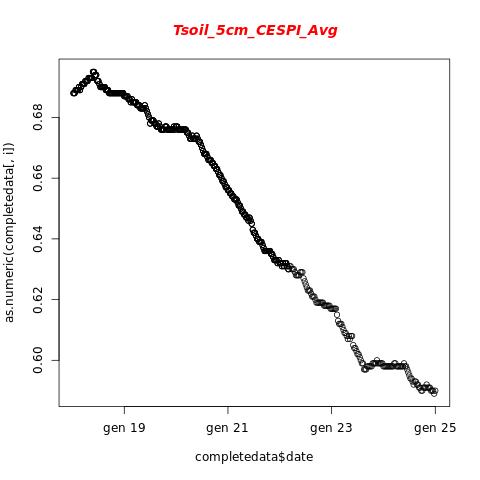 Tsoil_5cm_CESPI_Avg
as.numeric(completedata[, i])
0.68
0.66
0.64
0.62
0.60
gen 19 gen 21 gen 23 gen 25
completedata$date